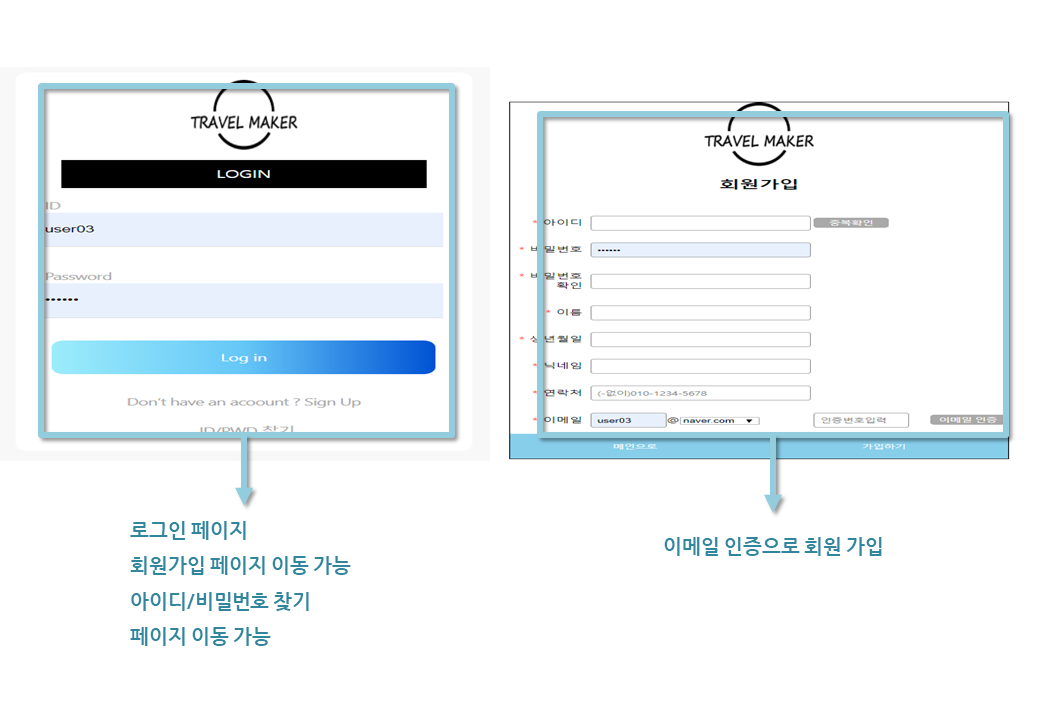 TRAVEL MAKER
LOGIN
ID
user03
Password
••••••
Log in
Don't have an acoount ? Sign Up
ID/PWD 찾기
로그인 페이지
회원가입 페이지 이동 가능
아이디/비밀번호 찾기
페이지 이동 가능
TRAVEL MAKER
회원가입
* 아이디 중복확인
* 비밀번호 ••••••
* 비밀번호
확인
* 이름
* 생년월일
* 닉네임
* 연락처 (-없이)010-1234-5678
* 이메일 user03 @ naver.com ▼ 인증번호입력 이메일 인증
메인으로 가입하기
이메일 인증으로 회원 가입